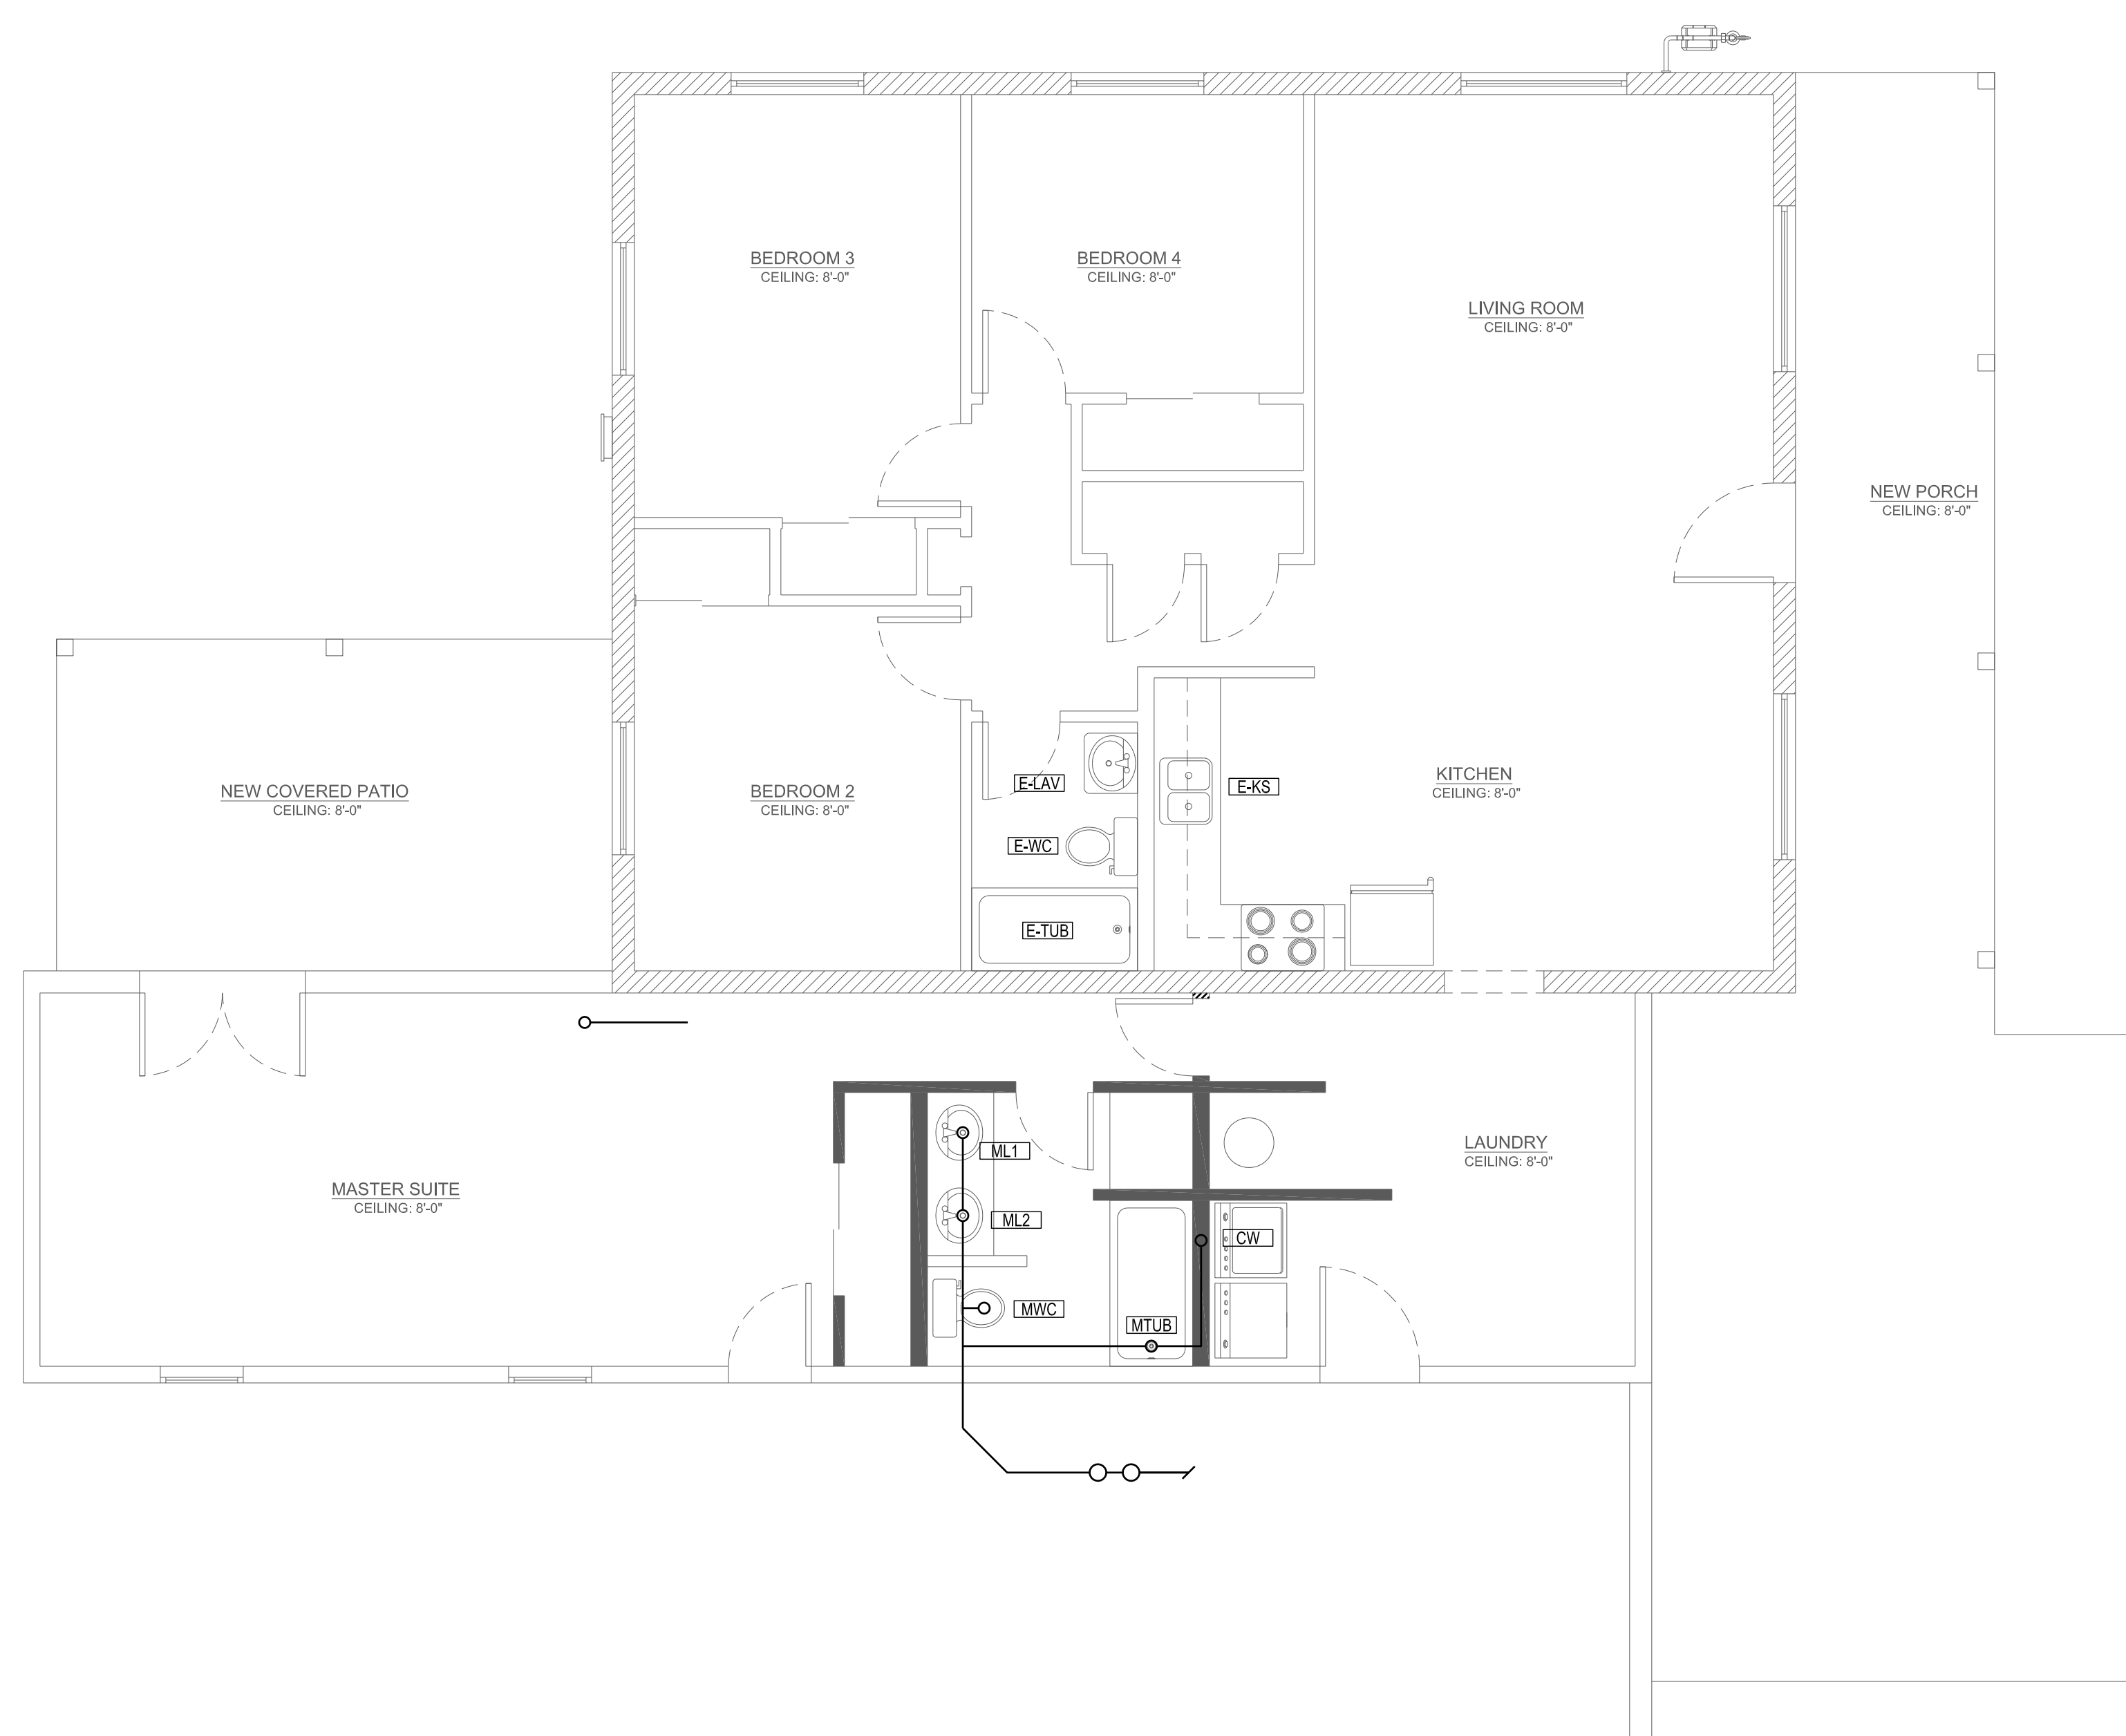 BEDROOM 3
CEILING: 8'-0"
BEDROOM 4
CEILING: 8'-0"
LIVING ROOM
CEILING: 8'-0"
NEW PORCH
CEILING: 8'-0"
NEW COVERED PATIO
CEILING: 8'-0"
BEDROOM 2
CEILING: 8'-0"
E-LAV
E-KS
KITCHEN
CEILING: 8'-0"
E-WC
E-TUB
MASTER SUITE
CEILING: 8'-0"
ML1
LAUNDRY
CEILING: 8'-0"
ML2
CW
MWC
MTUB